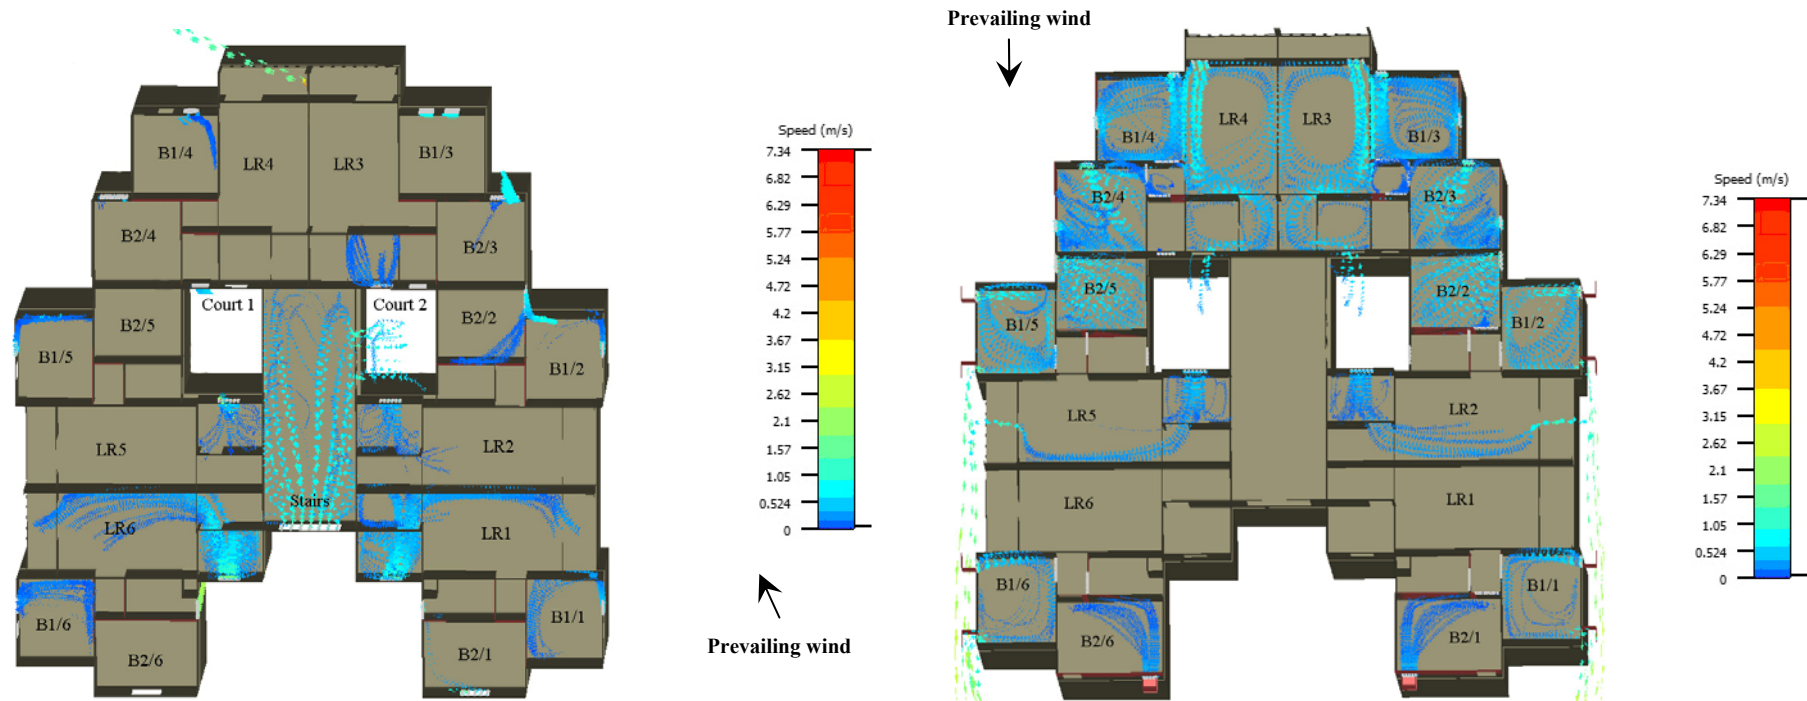 Prevailing wind
B1/4
LR4
LR3
B1/3
B2/4
B2/3
Court 1
Court 2
B2/5
B2/2
B1/5
B1/2
LR5
LR2
Stairs
LR6
LR1
B1/6
B1/1
B2/6
B2/1
Speed (m/s)
7.34
6.82
6.29
5.77
5.24
4.72
4.2
3.67
3.15
2.62
2.1
1.57
1.05
0.524
0
Prevailing wind
LR4
LR3
B1/4
B1/3
B2/4
B2/3
B2/5
B2/2
B1/5
B1/2
LR5
LR2
LR6
LR1
B1/6
B1/1
B2/6
B2/1
Speed (m/s)
7.34
6.82
6.29
5.77
5.24
4.72
4.2
3.67
3.15
2.62
2.1
1.57
1.05
0.524
0